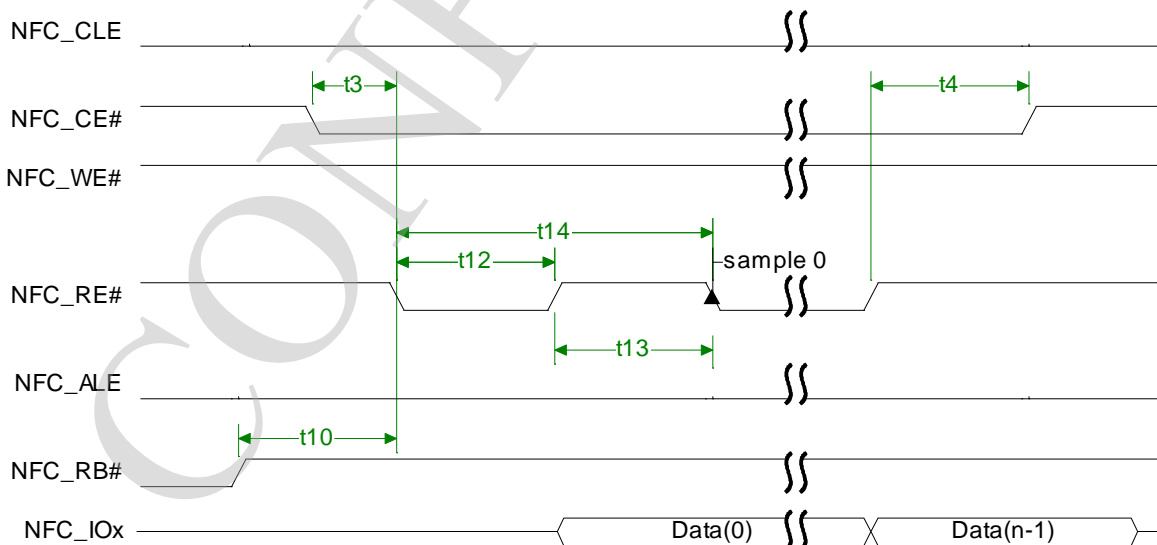 NFC_CLE
t3
t4
NFC_CE#
NFC_WE#
t14
t12
sample 0
NFC_RE#
t13
NFC_ALE
t10
NFC_RB#
NFC_IOx
Data(0)
Data(n-1)
CON